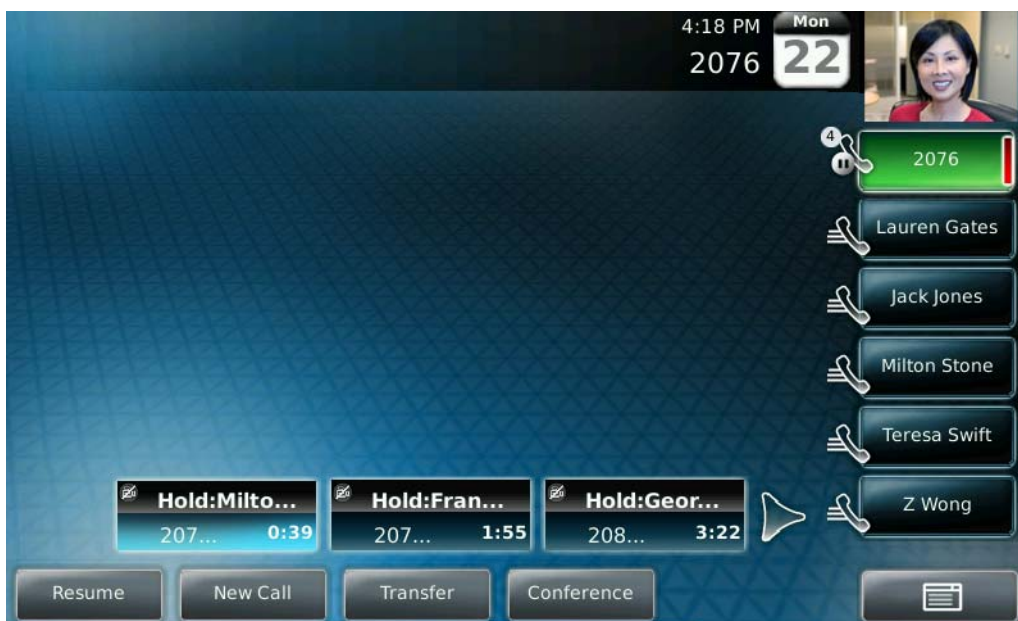 4:18 PM
Mon
2076
22
4
2076
Lauren Gates
Jack Jones
Milton Stone
Teresa Swift
Z Wong
Hold:Milto...
207... 0:39
Hold:Fran...
207... 1:55
Hold:Geor...
208... 3:22
Resume
New Call
Transfer
Conference